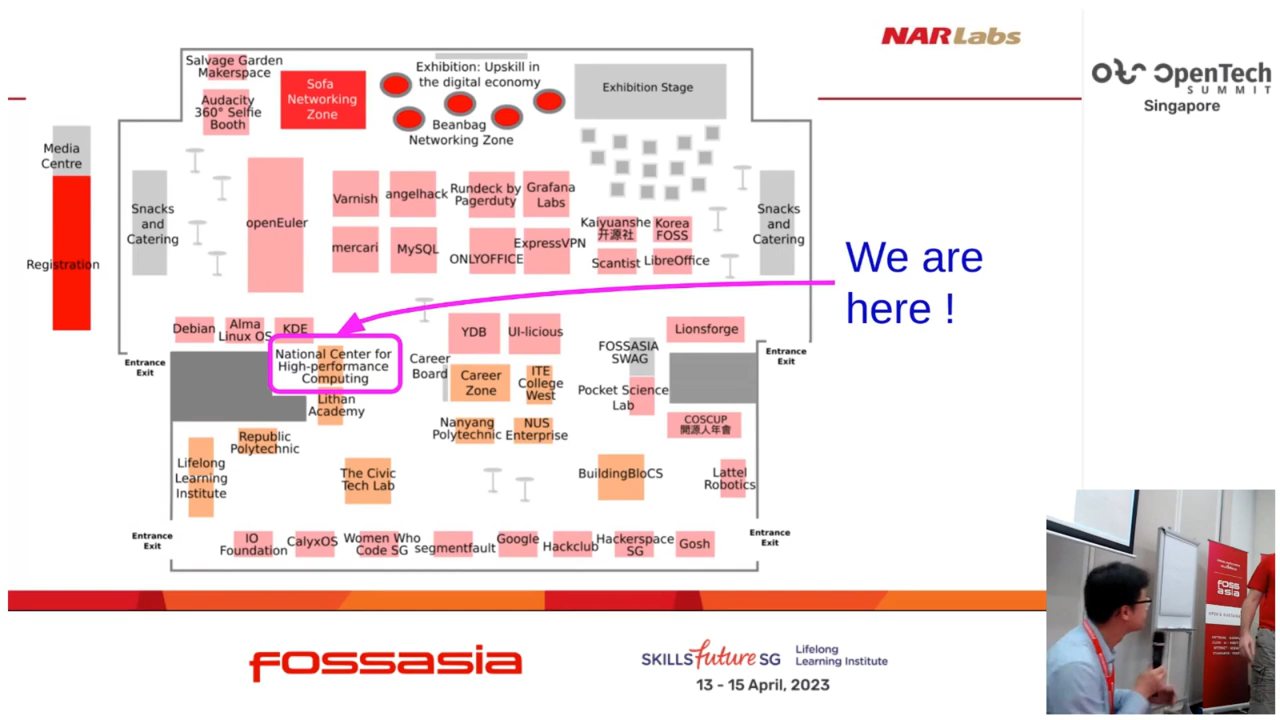 NARLabs
OpenTech
SUMMIT
Singapore
Salvage Garden
Makerspace
Audacity
360° Selfie
Booth
Sofa
Networking
Zone
Exhibition: Upskill in
the digital economy
Beanbag
Networking Zone
Exhibition Stage
Media
Centre
Registration
Snacks
and
Catering
openEuler
Varnish
angelhack
Rundeck by
Pagerduty
Grafana
Labs
mercari
MySQL
ONLYOFFICE
ExpressVPN
Kaiyuanshe
开源社
Korea
FOSS
Scantist
LibreOffice
Snacks
and
Catering
We are
here !
Debian
Alma
Linux OS
KDE
National Center for
High-performance
Computing
Lithan
Academy
Career
Board
YDB
UI-licious
Career
Zone
ITE
College
West
FOSSASIA
SWAG
Pocket Science
Lab
Lionsforge
Entrance
Exit
Entrance
Exit
COSCUP
開源人年會
Republic
Polytechnic
Nanyang
Polytechnic
NUS
Enterprise
Lifelong
Learning
Institute
The Civic
Tech Lab
BuildingBloCS
Lattel
Robotics
Entrance
Exit
Entrance
Exit
IO
Foundation
CalyxOS
Women Who
Code SG
segmentfault
Google
Hackclub
Hackerspace
SG
Gosh
fossasia
SKILLSfuture SG
Lifelong
Learning Institute
13 - 15 April, 2023
FOSS
asia